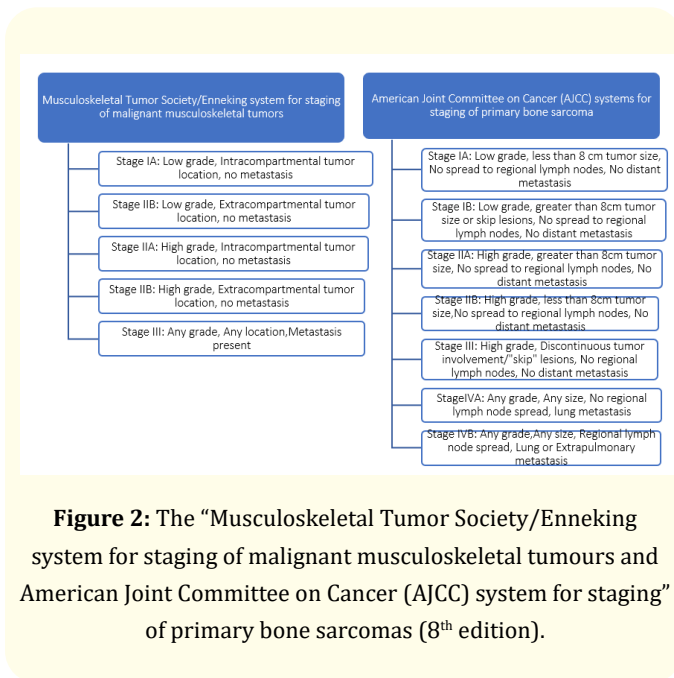 Musculoskeletal Tumor Society/Enneking system for staging
of malignant musculoskeletal tumors
Stage IA: Low grade, Intracompartmental tumor
location, no metastasis
Stage IIB: Low grade, Extracompartmental tumor
location, no metastasis
Stage IIA: High grade, Intracompartmental tumor
location, no metastasis
Stage IIB: High grade, Extracompartmental tumor
location, no metastasis
Stage III: Any grade, Any location,Metastasis
present
American Joint Committee on Cancer (AJCC) systems for
staging of primary bone sarcoma
Stage IA: Low grade, less than 8 cm tumor size,
No spread to regional lymph nodes, No distant
metastasis
Stage IB: Low grade, greater than 8cm tumor
size or skip lesions, No spread to regional
lymph nodes, No distant metastasis
Stage IIA: High grade, greater than 8cm tumor
size, No spread to regional lymph nodes, No
distant metastasis
Stage IIB: High grade, less than 8cm tumor
size,No spread to regional lymph nodes, No
distant metastasis
Stage III: High grade, Discontinuous tumor
involvement/"skip" lesions, No regional
lymph nodes, No distant metastasis
StageIVA: Any grade, Any size, No regional
lymph node spread, lung metastasis
Stage IVB: Any grade,Any size, Regional lymph
node spread, Lung or Extrapulmonary
metastasis
Figure 2: The “Musculoskeletal Tumor Society/Enneking
system for staging of malignant musculoskeletal tumours and
American Joint Committee on Cancer (AJCC) system for staging”
of primary bone sarcomas (8th edition).